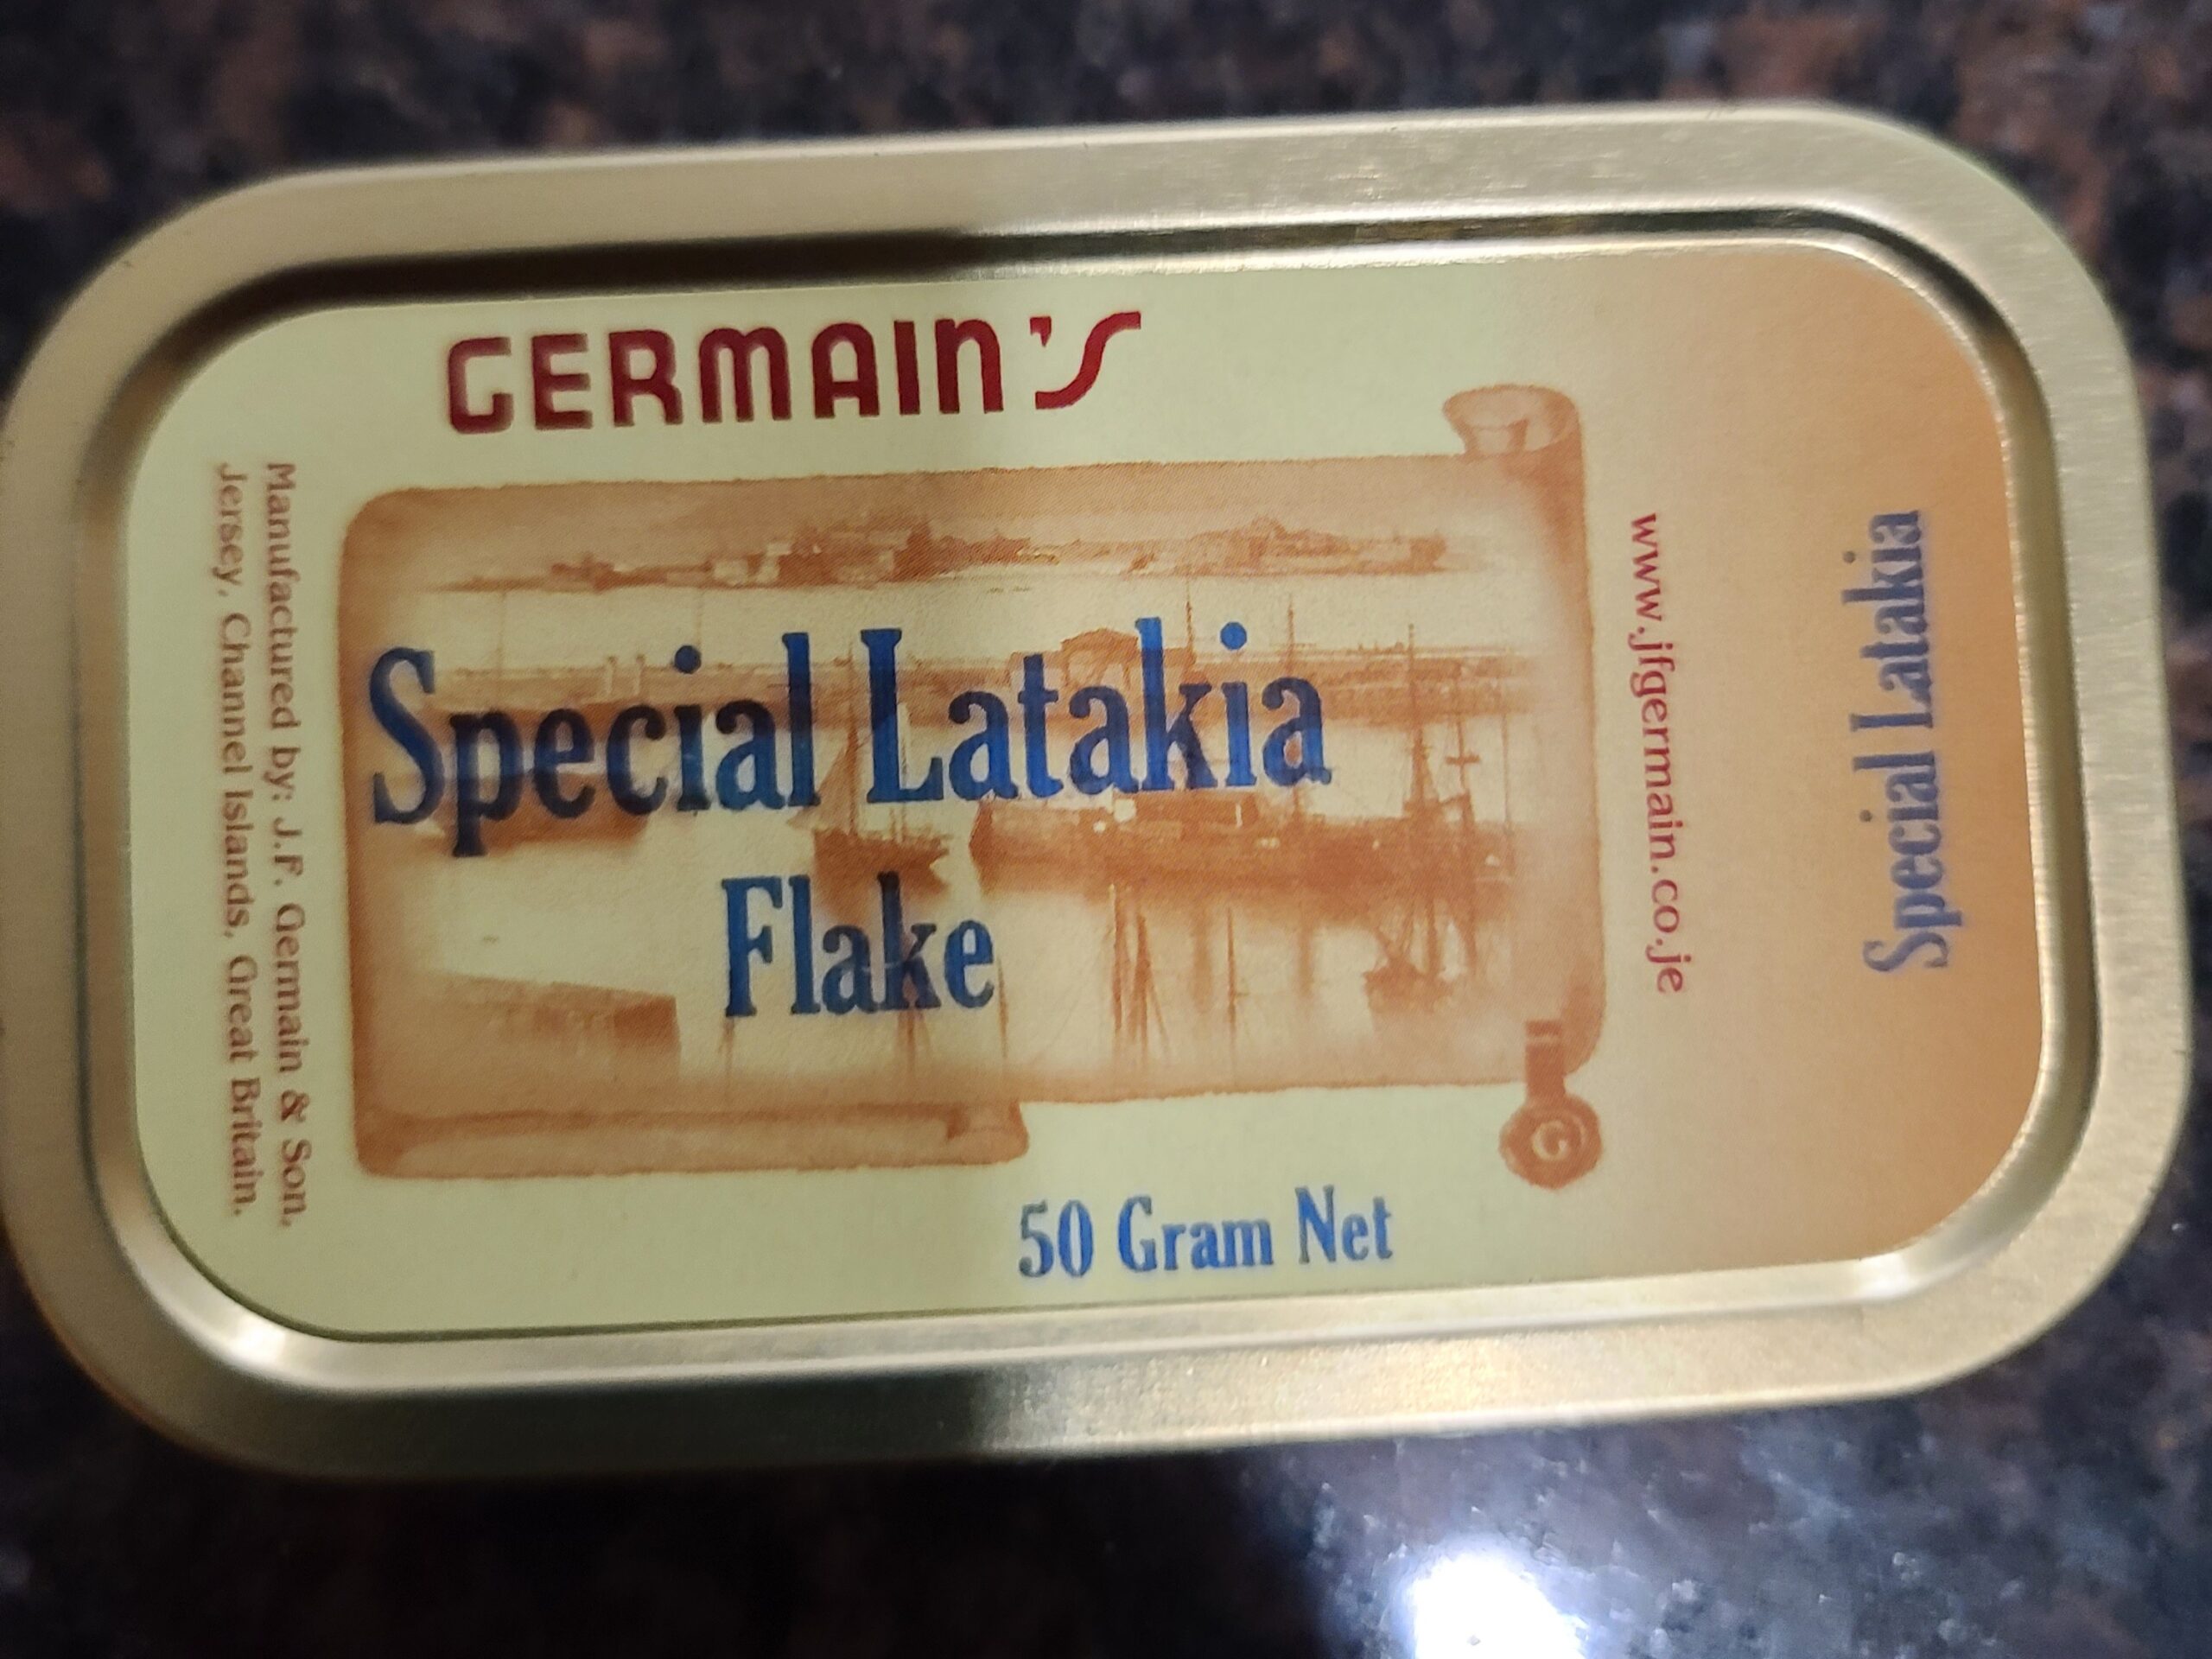 GERMAIN'S
Special Latakia
Flake
50 Gram Net
Manufactured by: J.F. Germain & Son,
Jersey, Channel Islands, Great Britain.
www.jfgermain.co.je
Special Latakia
G